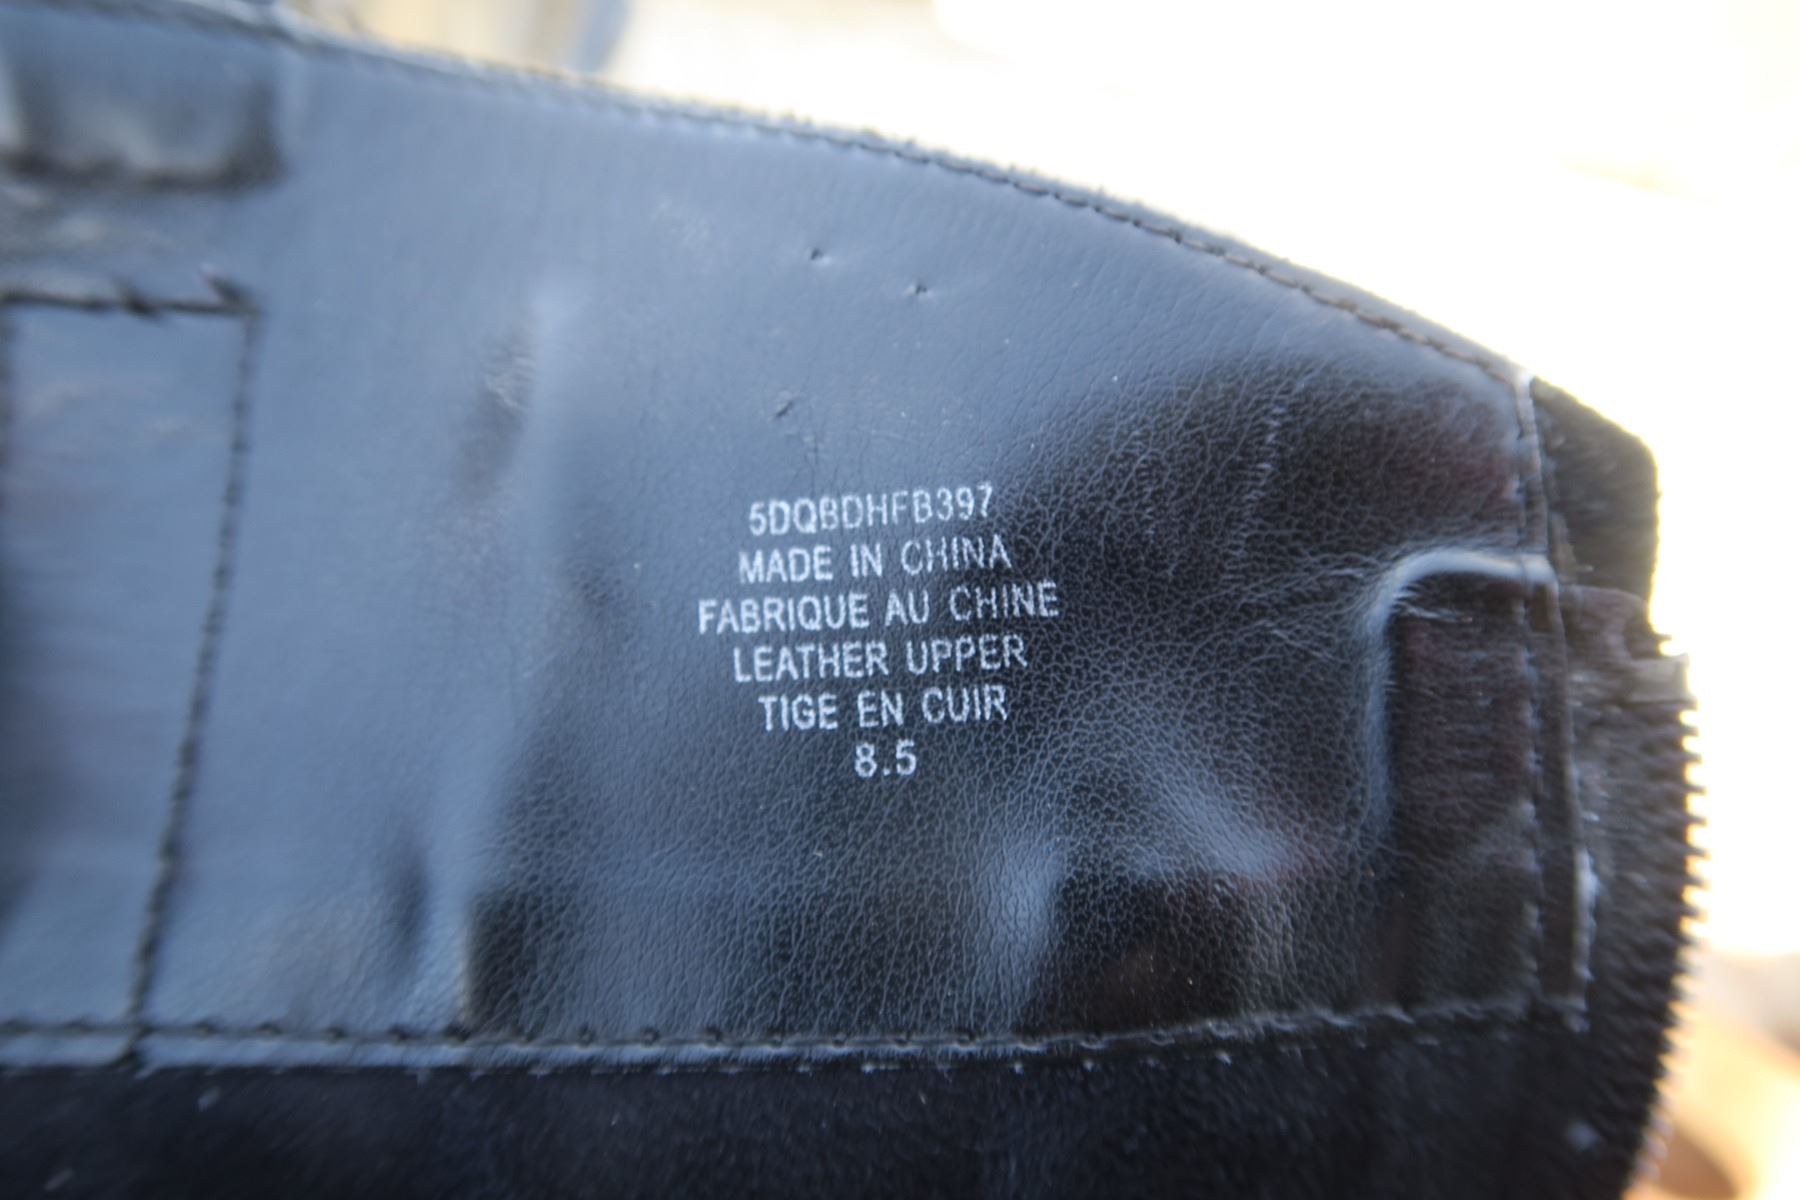 5DQBDHFB397
MADE IN CHINA
FABRIQUE AU CHINE
LEATHER UPPER
TIGE EN CUIR
8.5